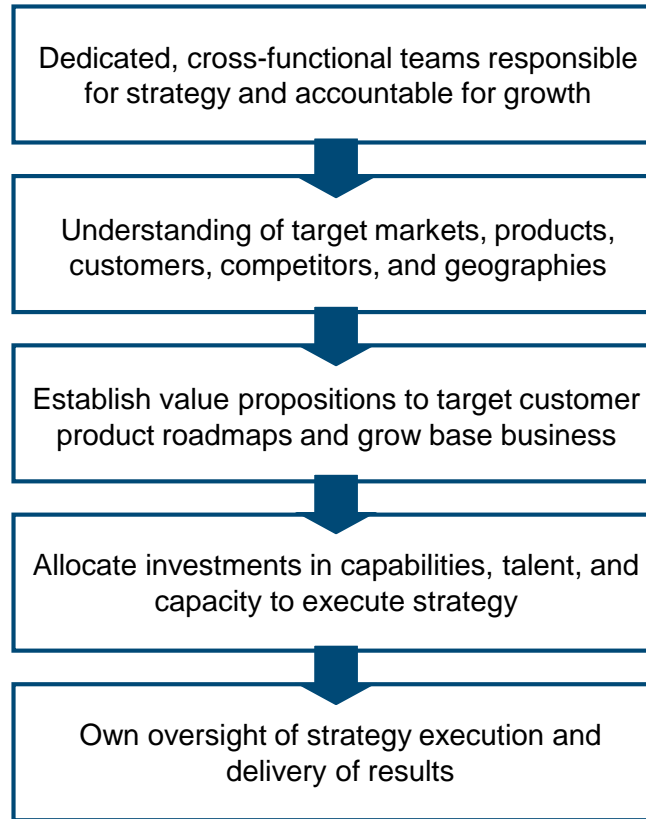 Dedicated, cross-functional teams responsible
for strategy and accountable for growth
Understanding of target markets, products,
customers, competitors, and geographies
Establish value propositions to target customer
product roadmaps and grow base business
Allocate investments in capabilities, talent, and
capacity to execute strategy
Own oversight of strategy execution and
delivery of results